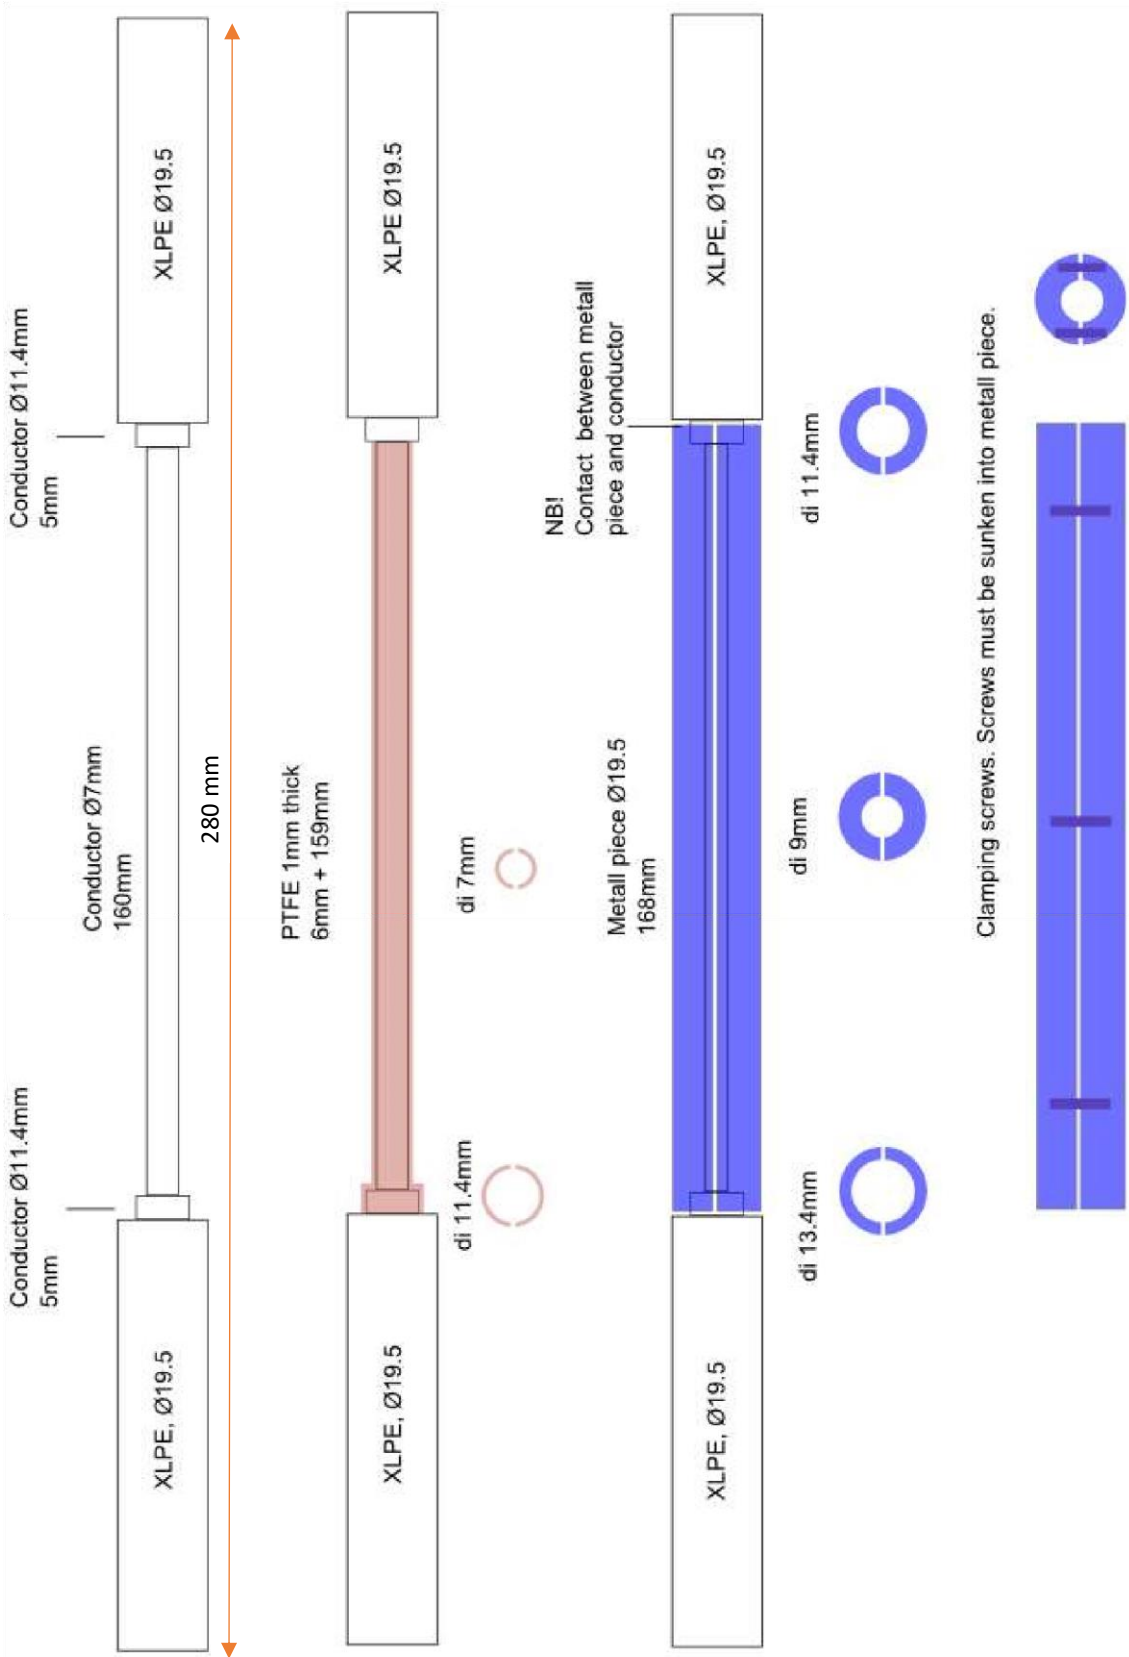 Conductor Ø11.4mm
5mm
Conductor Ø7mm
160mm
Conductor Ø11.4mm
5mm
XLPE, Ø19.5
XLPE Ø19.5
280 mm
PTFE 1mm thick
6mm + 159mm
XLPE, Ø19.5
XLPE Ø19.5
di 11.4mm
di 7mm
NB!
Contact between metall
piece and conductor
Metall piece Ø19.5
168mm
XLPE, Ø19.5
XLPE, Ø19.5
di 13.4mm
di 9mm
di 11.4mm
Clamping screws. Screws must be sunken into metall piece.